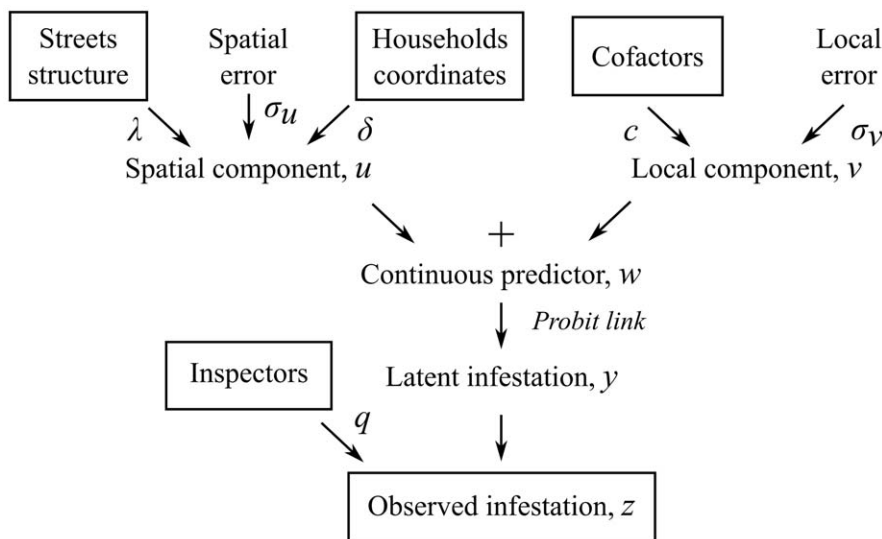 Streets
structure
Spatial
error
Households
coordinates
Cofactors
Local
error
λ
σu
δ
c
σv
Spatial component, u
Local component, v
+
Continuous predictor, w
Probit link
Inspectors
Latent infestation, y
q
Observed infestation, z